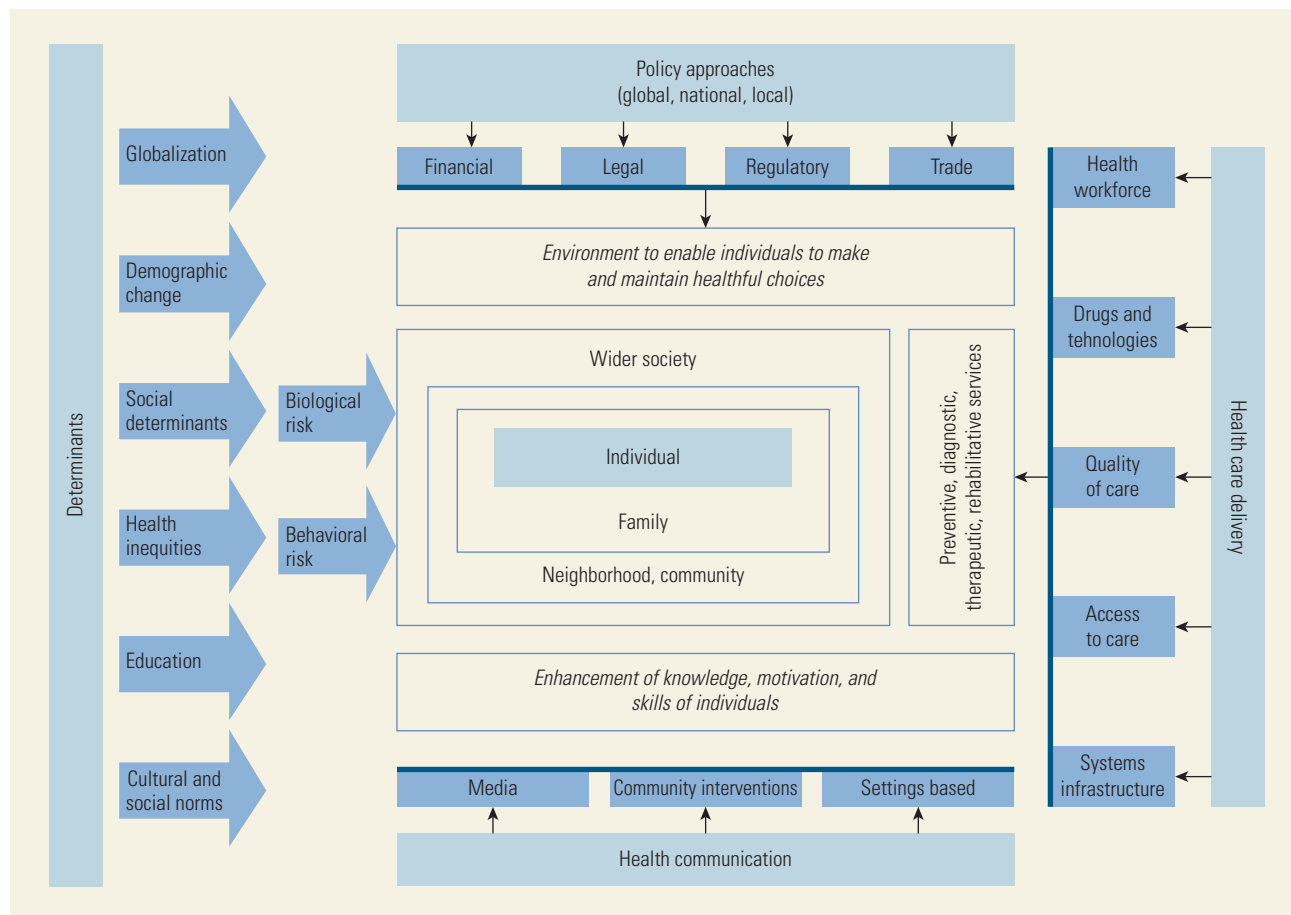 Determinants
Globalization
Demographic
change
Social
determinants
Health
inequities
Education
Cultural and
social norms
Biological
risk
Behavioral
risk
Policy approaches
(global, national, local)
Financial
Legal
Regulatory
Trade
Environment to enable individuals to make
and maintain healthful choices
Wider society
Individual
Family
Neighborhood, community
Preventive, diagnostic,
therapeutic, rehabilitative services
Enhancement of knowledge, motivation, and
skills of individuals
Media
Community interventions
Settings based
Health communication
Health
workforce
Drugs and
tehnologies
Quality
of care
Access
to care
Systems
infrastructure
Health care delivery